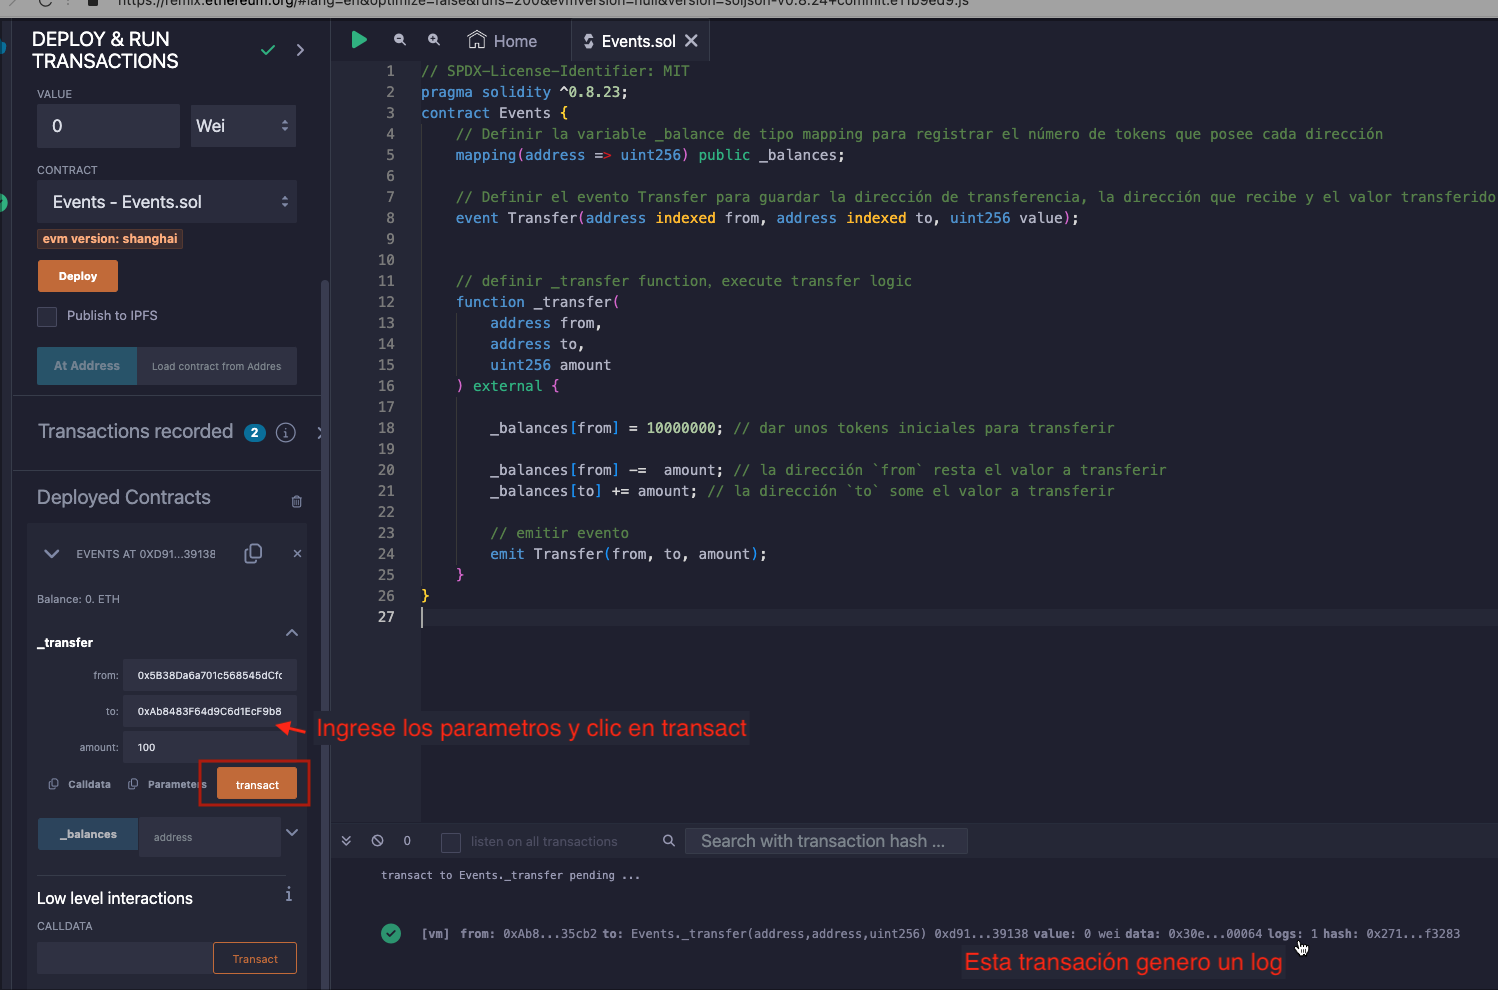 https://remix.ethereum.org/#lang=en&optimize=false&runs=200&evmVersion=null&version=soljson-v0.8.24+commit.e11b9ed9.js
DEPLOY & RUN
TRANSACTIONS
VALUE
0
Wei
CONTRACT
Events - Events.sol
evm version: shanghai
Deploy
Publish to IPFS
At Address
Load contract from Addres
Transactions recorded 2 i
Deployed Contracts
EVENTS AT 0XD91...39138
Balance: 0. ETH
_transfer
from: 0x5B38Da6a701c568545dCfc
to: 0xAb8483F64d9C6d1EcF9b8
amount: 100
Calldata
Parameters
transact
_balances
address
Low level interactions
i
CALLDATA
Transact
Home
Events.sol
1 // SPDX-License-Identifier: MIT
2 pragma solidity ^0.8.23;
3 contract Events {
4 // Definir la variable _balance de tipo mapping para registrar el número de tokens que posee cada dirección
5 mapping(address => uint256) public _balances;
6
7 // Definir el evento Transfer para guardar la dirección de transferencia, la dirección que recibe y el valor transferido
8 event Transfer(address indexed from, address indexed to, uint256 value);
9
10
11 // definir _transfer function, execute transfer logic
12 function _transfer(
13 address from,
14 address to,
15 uint256 amount
16 ) external {
17
18 _balances[from] = 10000000; // dar unos tokens iniciales para transferir
19
20 _balances[from] -= amount; // la dirección `from` resta el valor a transferir
21 _balances[to] += amount; // la dirección `to` some el valor a transferir
22
23 // emitir evento
24 emit Transfer(from, to, amount);
25 }
26 }
27
Ingrese los parametros y clic en transact
0
listen on all transactions
Search with transaction hash ...
transact to Events._transfer pending ...
[vm] from: 0xAb8...35cb2 to: Events._transfer(address,address,uint256) 0xd91...39138 value: 0 wei data: 0x30e...00064 logs: 1 hash: 0x271...f3283
Esta transación genero un log